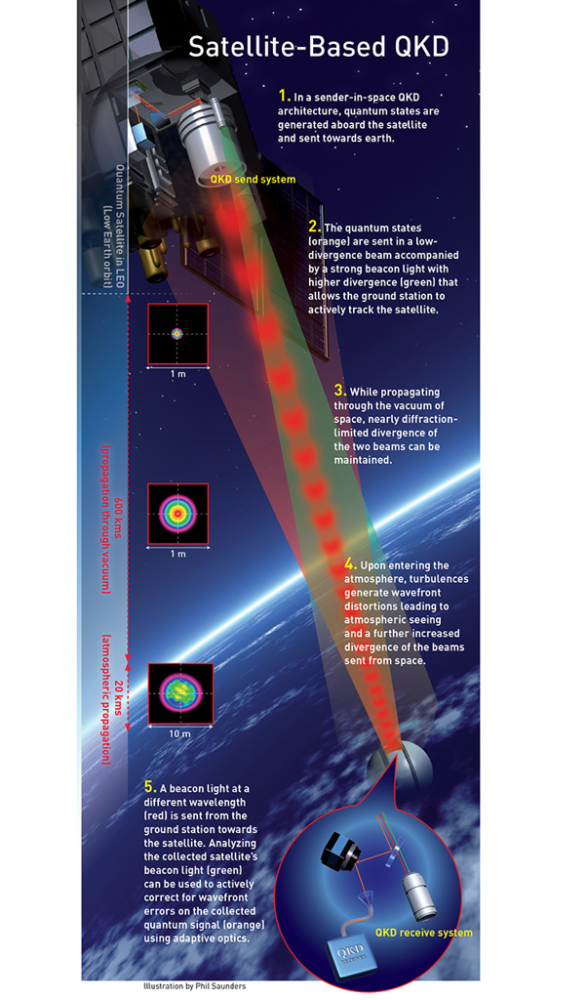 Satellite-Based QKD
1. In a sender-in-space QKD
architecture, quantum states are
generated aboard the satellite
and sent towards earth.
QKD send system
Quantum Satellite in LEO
(Low Earth orbit)
2. The quantum states
(orange) are sent in a low-
divergence beam accompanied
by a strong beacon light with
higher divergence (green) that
allows the ground station to
actively track the satellite.
1 m
3. While propagating
through the vacuum of
space, nearly diffraction-
limited divergence of
the two beams can be
maintained.
600 kms
(propagation through vacuum)
1 m
4. Upon entering the
atmosphere, turbulences
generate wavefront
distortions leading to
atmospheric seeing
and a further increased
divergence of the beams
sent from space.
20 kms
(atmospheric propagation)
10 m
5. A beacon light at a
different wavelength
(red) is sent from the
ground station towards
the satellite. Analyzing
the collected satellite's
beacon light (green)
can be used to actively
correct for wavefront
errors on the collected
quantum signal (orange)
using adaptive optics.
QKD receive system
QKD
Illustration by Phil Saunders